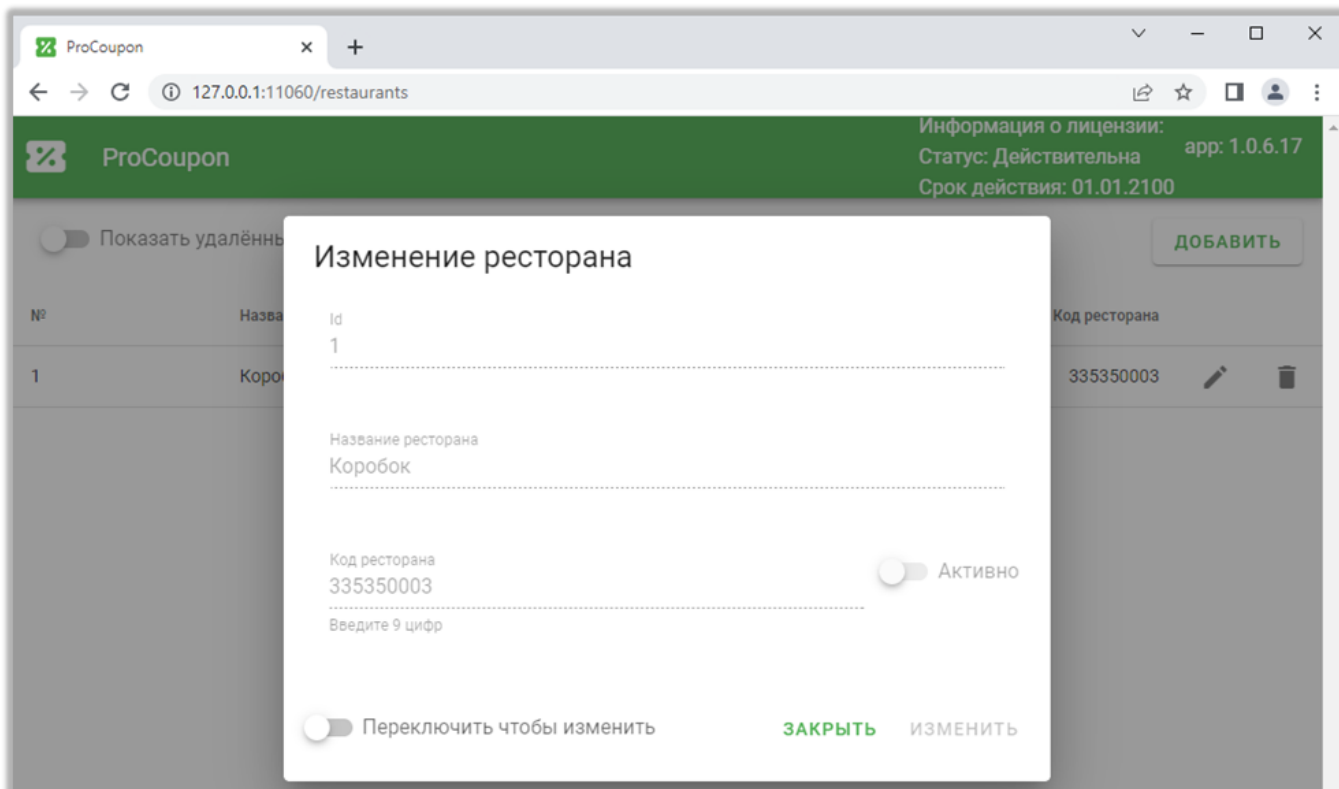 ProCoupon
127.0.0.1:11060/restaurants
ProCoupon
Информация о лицензии:
Статус: Действительна
Срок действия: 01.01.2100
app: 1.0.6.17
Показать удалённ
ДОБАВИТЬ
№ Назва Код ресторана
1 Коро 335350003
Изменение ресторана
Id
1
Название ресторана
Коробок
Код ресторана
335350003
Активно
Введите 9 цифр
Переключить чтобы изменить
ЗАКРЫТЬ ИЗМЕНИТЬ